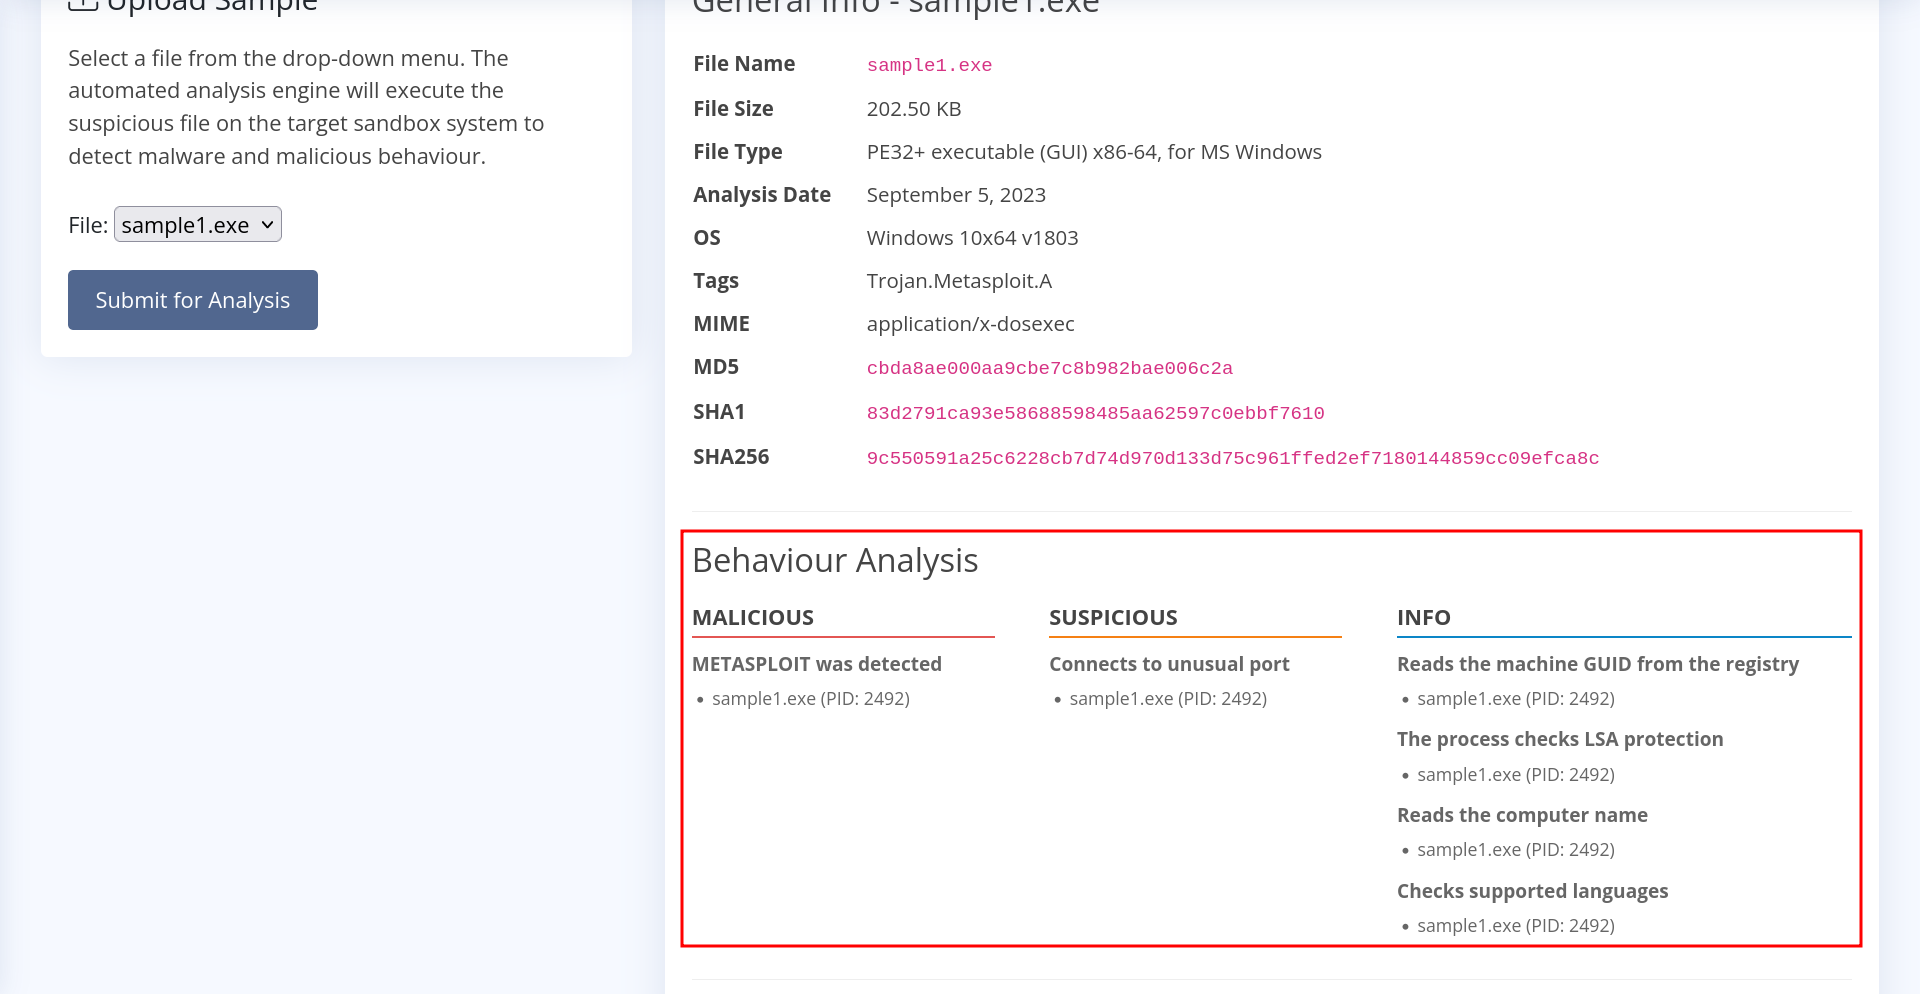 Upload Sample
Select a file from the drop-down menu. The
automated analysis engine will execute the
suspicious file on the target sandbox system to
detect malware and malicious behaviour.
File: sample1.exe
Submit for Analysis
General Info - sample1.exe
File Name sample1.exe
File Size 202.50 KB
File Type PE32+ executable (GUI) x86-64, for MS Windows
Analysis Date September 5, 2023
OS Windows 10x64 v1803
Tags Trojan.Metasploit.A
MIME application/x-dosexec
MD5 cbda8ae000aa9cbe7c8b982bae006c2a
SHA1 83d2791ca93e58688598485aa62597c0ebbf7610
SHA256 9c550591a25c6228cb7d74d970d133d75c961ffed2ef7180144859cc09efca8c
Behaviour Analysis
MALICIOUS
METASPLOIT was detected
• sample1.exe (PID: 2492)
SUSPICIOUS
Connects to unusual port
• sample1.exe (PID: 2492)
INFO
Reads the machine GUID from the registry
• sample1.exe (PID: 2492)
The process checks LSA protection
• sample1.exe (PID: 2492)
Reads the computer name
• sample1.exe (PID: 2492)
Checks supported languages
• sample1.exe (PID: 2492)